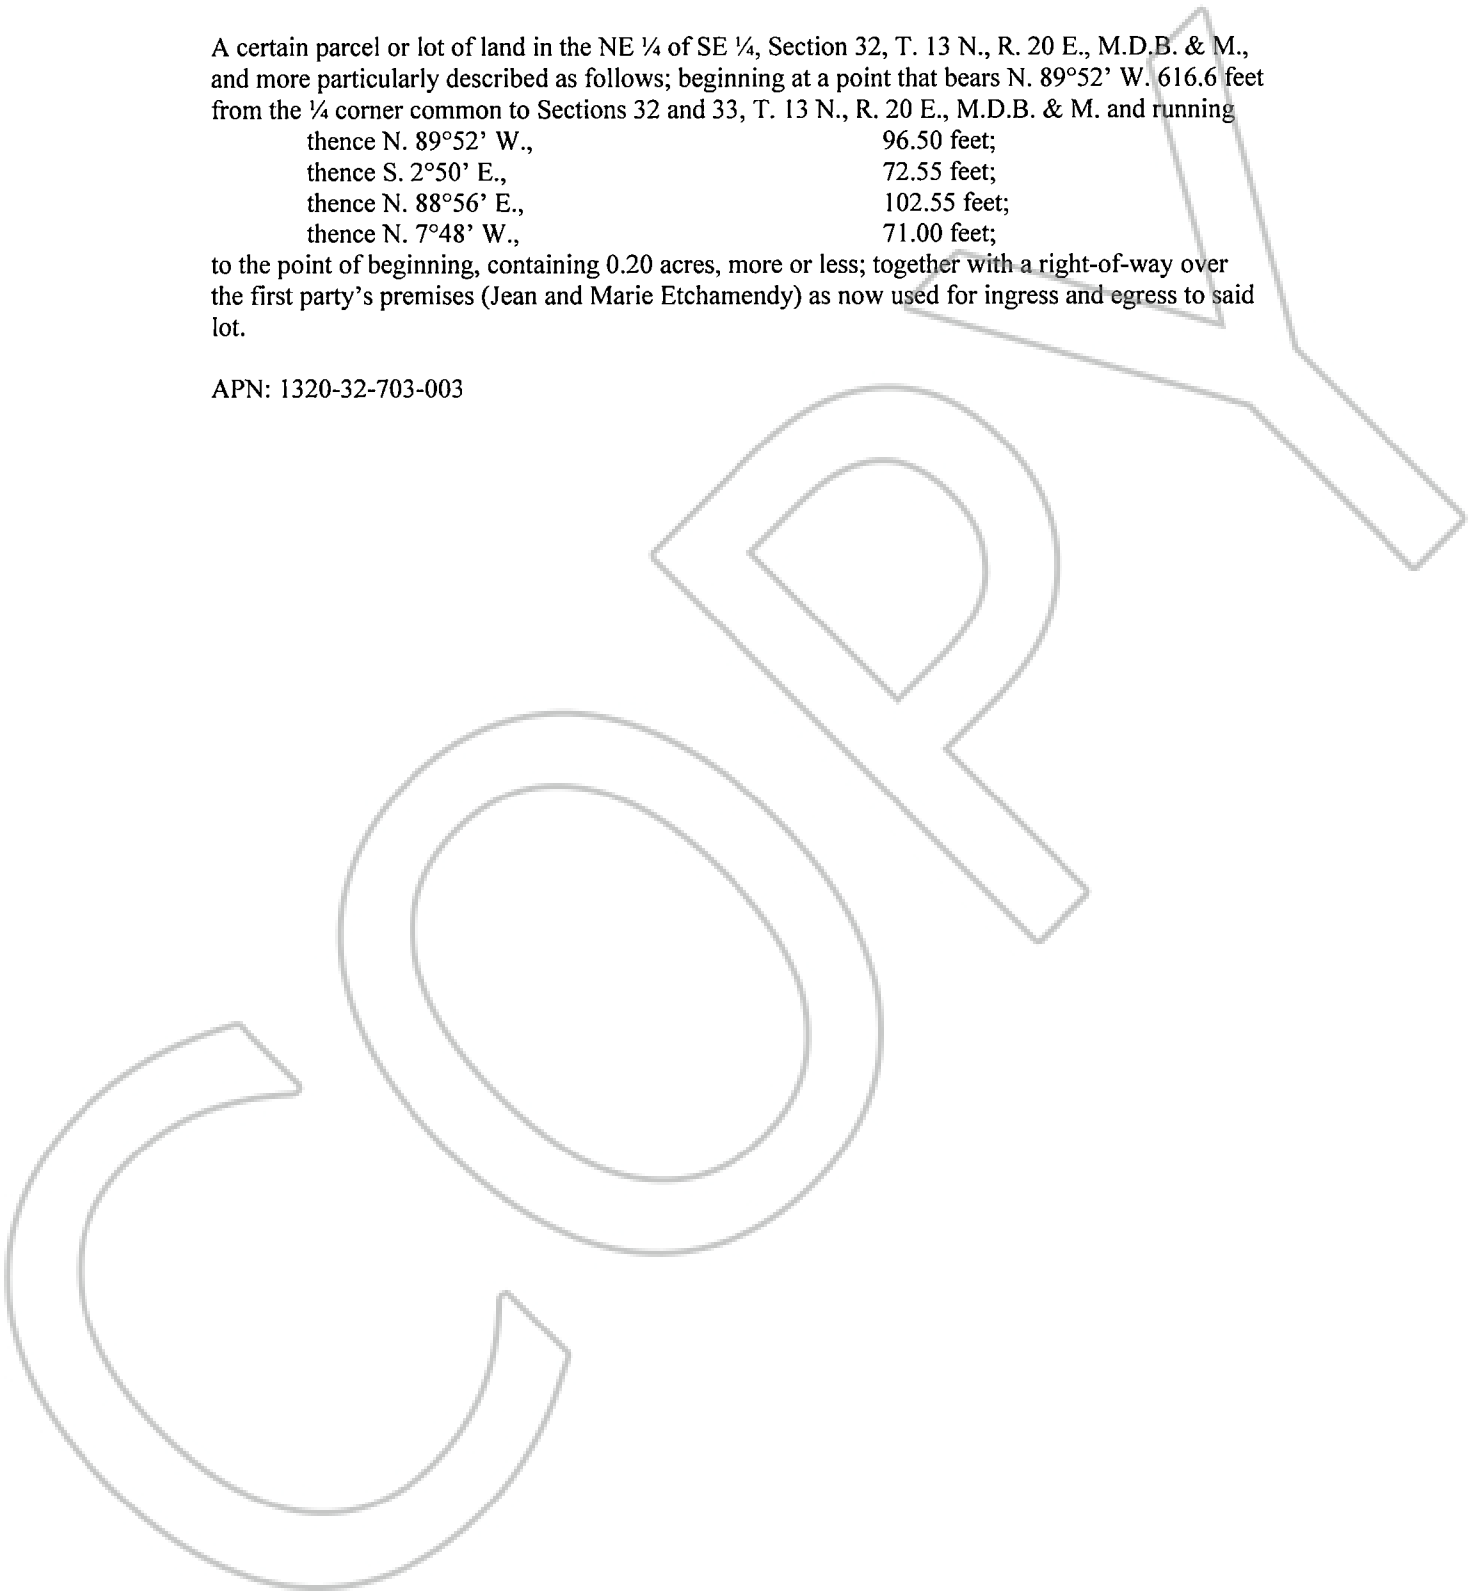 A certain parcel or lot of land in the NE ¼ of SE ¼, Section 32, T. 13 N., R. 20 E., M.D.B. & M.,
and more particularly described as follows; beginning at a point that bears N. 89°52’ W. 616.6 feet
from the ¼ corner common to Sections 32 and 33, T. 13 N., R. 20 E., M.D.B. & M. and running
thence N. 89°52’ W., 96.50 feet;
thence S. 2°50’ E., 72.55 feet;
thence N. 88°56’ E., 102.55 feet;
thence N. 7°48’ W., 71.00 feet;
to the point of beginning, containing 0.20 acres, more or less; together with a right-of-way over
the first party’s premises (Jean and Marie Etchamendy) as now used for ingress and egress to said
lot.
APN: 1320-32-703-003
COPY